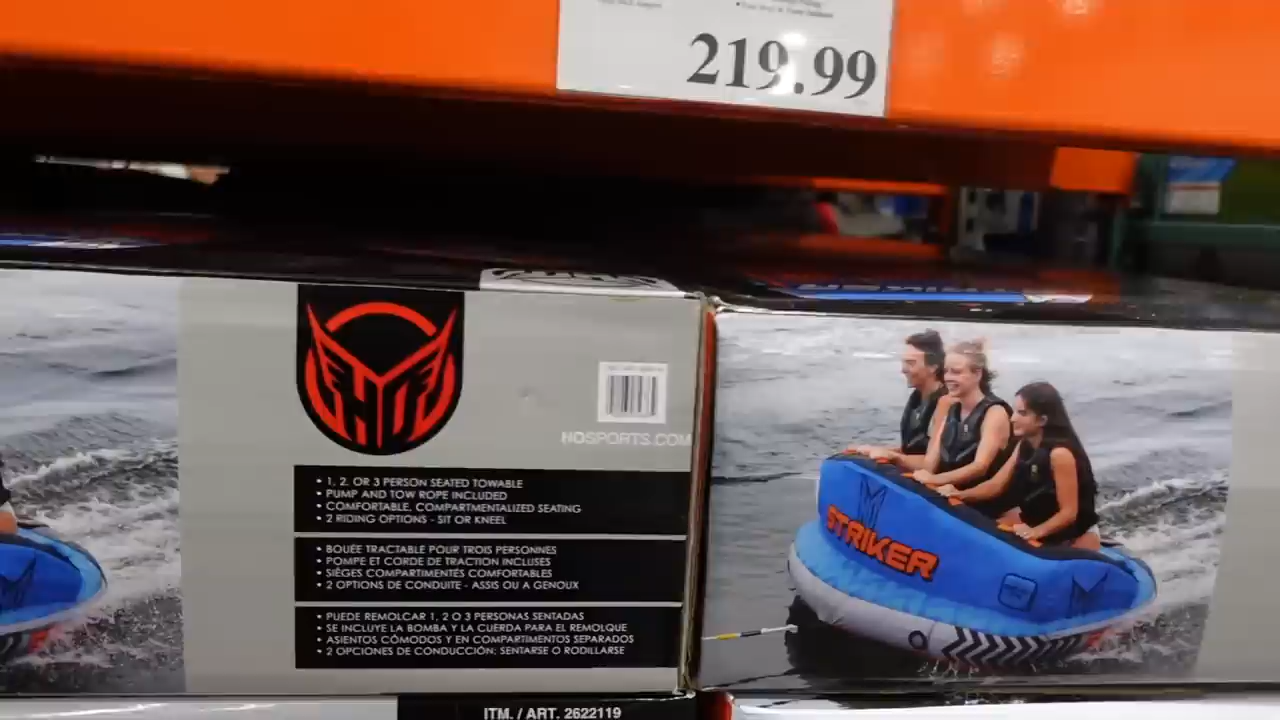 219.99
HO
HOSPORTS.COM
• 1, 2, OR 3 PERSON SEATED TOWABLE
• PUMP AND TOW ROPE INCLUDED
• COMFORTABLE, COMPARTMENTALIZED SEATING
• 2 RIDING OPTIONS - SIT OR KNEEL
• BOUÉE TRACTABLE POUR TROIS PERSONNES
• POMPE ET CORDE DE TRACTION INCLUSES
• SIÈGES COMPARTIMENTÉS COMFORTABLES
• 2 OPTIONS DE CONDUITE - ASSIS OU A GENOUX
• PUEDE REMOLCAR 1, 2 O 3 PERSONAS SENTADAS
• SE INCLUYE LA BOMBA Y LA CUERDA PARA EL REMOLQUE
• ASIENTOS CÓMODOS Y EN COMPARTIMENTOS SEPARADOS
• 2 OPCIONES DE CONDUCCIÓN: SENTARSE O RODILLARSE
STRIKER
ITM. / ART. 2622119